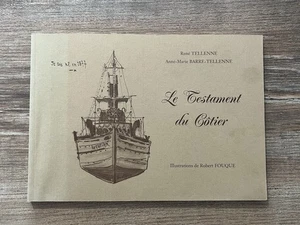 René TELLENNE
Anne-Marie BARRE-TELLENNE
Le Testament
du Côtier
Illustrations de Robert FOUQUE